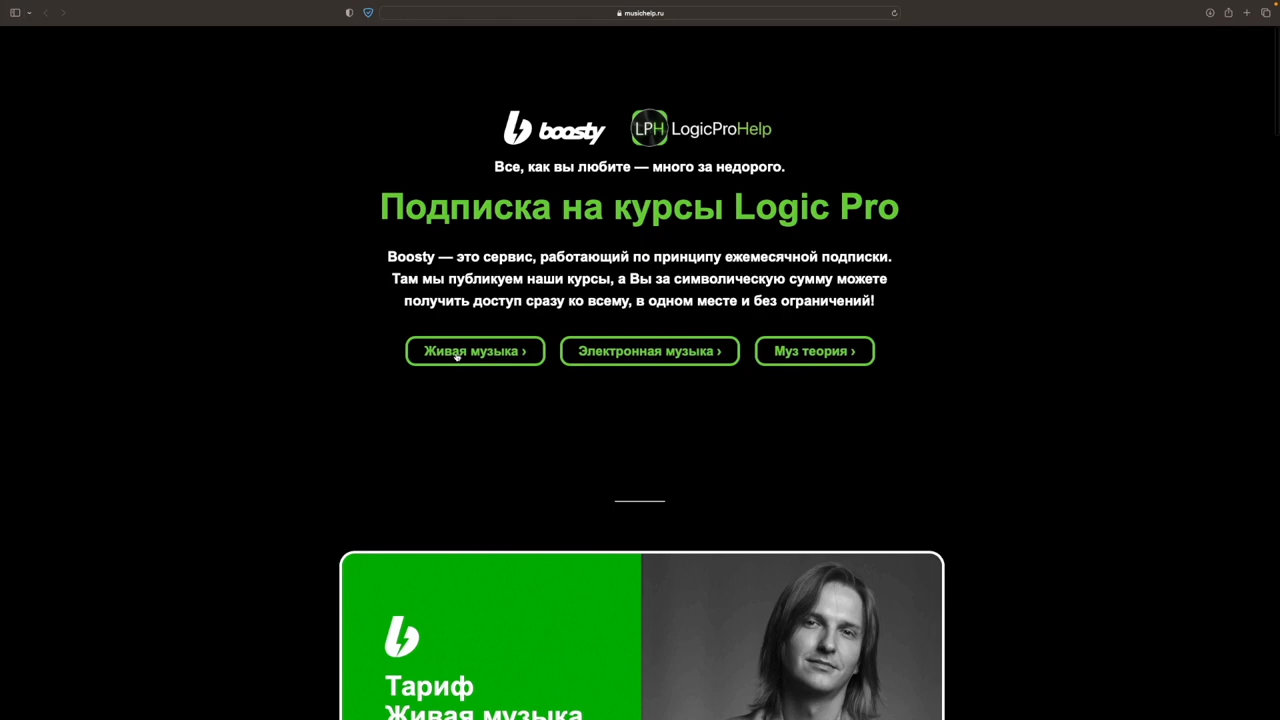 musichelp.ru
boosty
LPH LogicProHelp
Все, как вы любите — много за недорого.
Подписка на курсы Logic Pro
Boosty — это сервис, работающий по принципу ежемесячной подписки.
Там мы публикуем наши курсы, а Вы за символическую сумму можете
получить доступ сразу ко всему, в одном месте и без ограничений!
Живая музыка ›
Электронная музыка ›
Муз теория ›
Тариф
Живая музыка